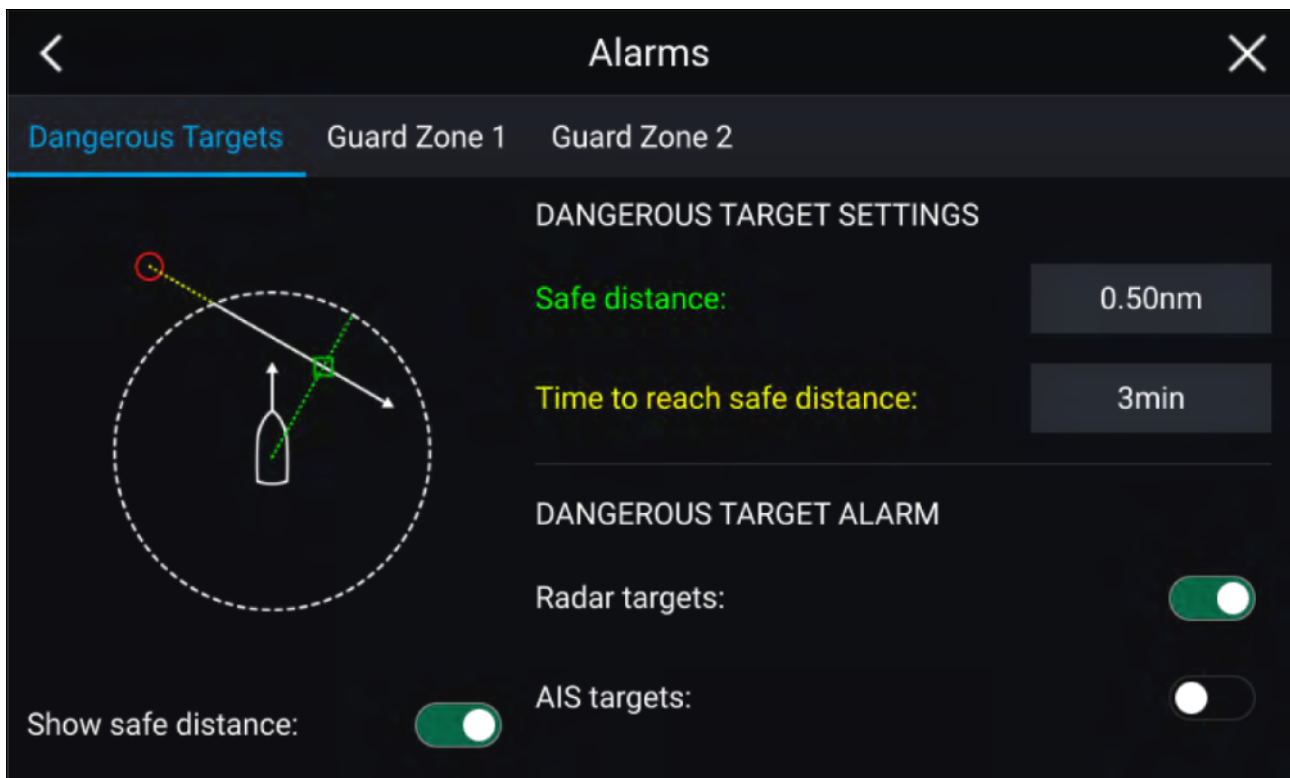 Alarms
Dangerous Targets Guard Zone 1 Guard Zone 2
DANGEROUS TARGET SETTINGS
Safe distance: 0.50nm
Time to reach safe distance: 3min
DANGEROUS TARGET ALARM
Radar targets:
AIS targets:
Show safe distance: